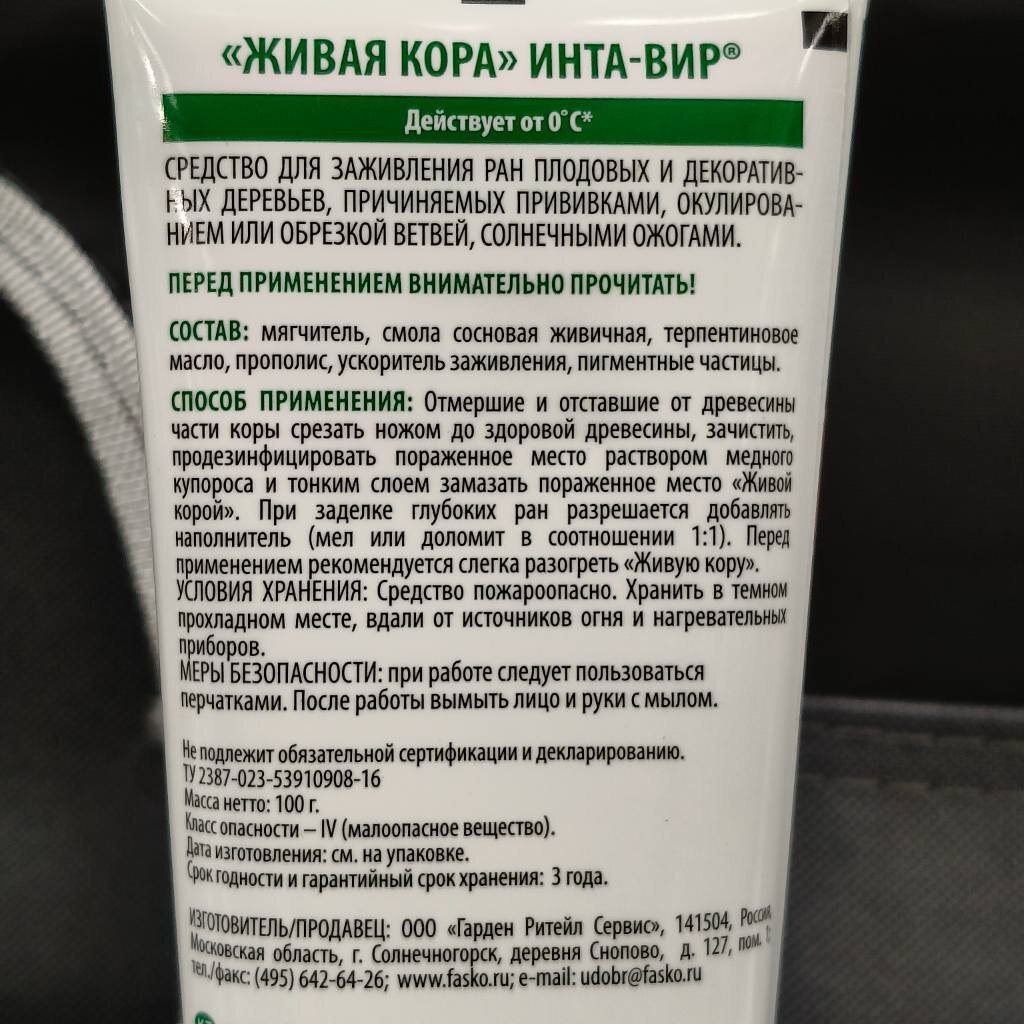 «ЖИВАЯ КОРА» ИНТА-ВИР®
Действует от 0°С*
СРЕДСТВО ДЛЯ ЗАЖИВЛЕНИЯ РАН ПЛОДОВЫХ И ДЕКОРАТИВ-
НЫХ ДЕРЕВЬЕВ, ПРИЧИНЯЕМЫХ ПРИВИВКАМИ, ОКУЛИРОВА-
НИЕМ ИЛИ ОБРЕЗКОЙ ВЕТВЕЙ, СОЛНЕЧНЫМИ ОЖОГАМИ.
ПЕРЕД ПРИМЕНЕНИЕМ ВНИМАТЕЛЬНО ПРОЧИТАТЬ!
СОСТАВ: мягчитель, смола сосновая живичная, терпентиновое
масло, прополис, ускоритель заживления, пигментные частицы.
СПОСОБ ПРИМЕНЕНИЯ: Отмершие и отставшие от древесины
части коры срезать ножом до здоровой древесины, зачистить,
продезинфицировать пораженное место раствором медного
купороса и тонким слоем замазать пораженное место «Живой
корой». При заделке глубоких ран разрешается добавлять
наполнитель (мел или доломит в соотношении 1:1). Перед
применением рекомендуется слегка разогреть «Живую кору».
УСЛОВИЯ ХРАНЕНИЯ: Средство пожароопасно. Хранить в темном
прохладном месте, вдали от источников огня и нагревательных
приборов.
МЕРЫ БЕЗОПАСНОСТИ: при работе следует пользоваться
перчатками. После работы вымыть лицо и руки с мылом.
Не подлежит обязательной сертификации и декларированию.
ТУ 2387-023-53910908-16
Масса нетто: 100 г.
Класс опасности – IV (малоопасное вещество).
Дата изготовления: см. на упаковке.
Срок годности и гарантийный срок хранения: 3 года.
ИЗГОТОВИТЕЛЬ/ПРОДАВЕЦ: ООО «Гарден Ритейл Сервис», 141504, Россия,
Московская область, г. Солнечногорск, деревня Снопово, д. 127, пом. 1;
тел./факс: (495) 642-64-26; www.fasko.ru; e-mail: udobr@fasko.ru